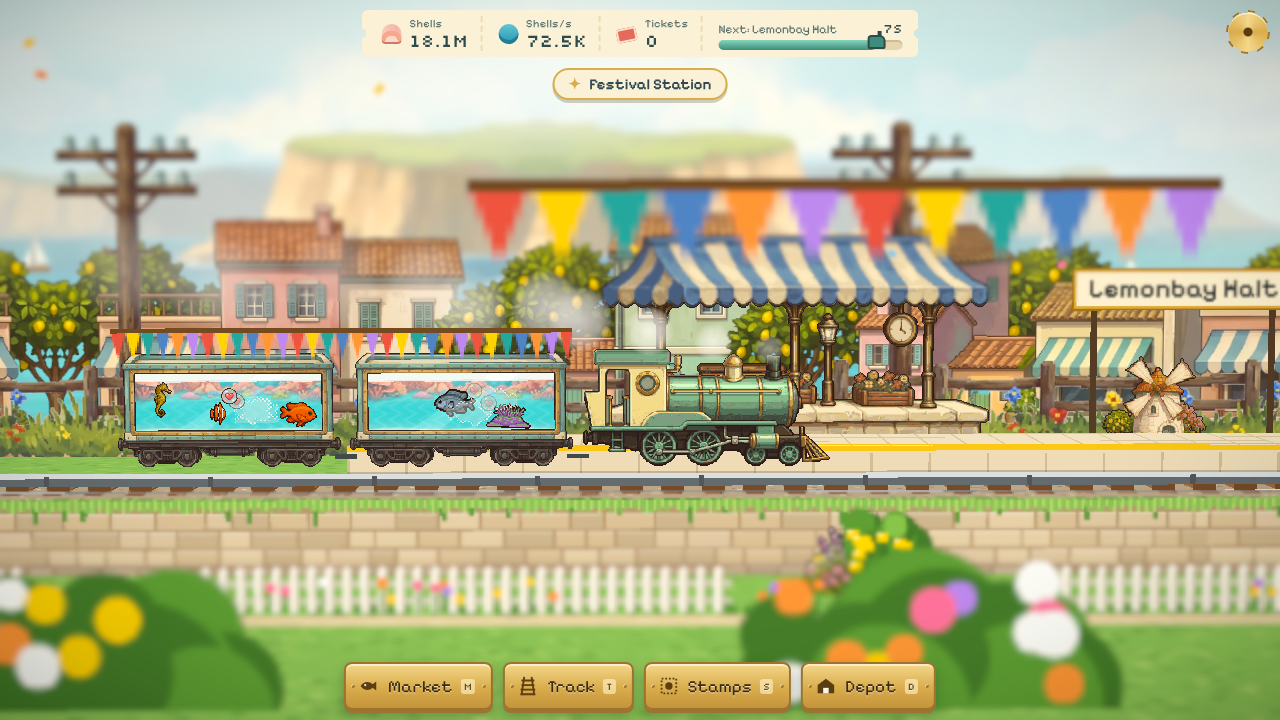 Shells
18.1M
Shells/s
72.5K
Tickets
0
Next: Lemonbay Halt
7s
Festival Station
Lemonbay Halt
Market M
Track T
Stamps S
Depot D